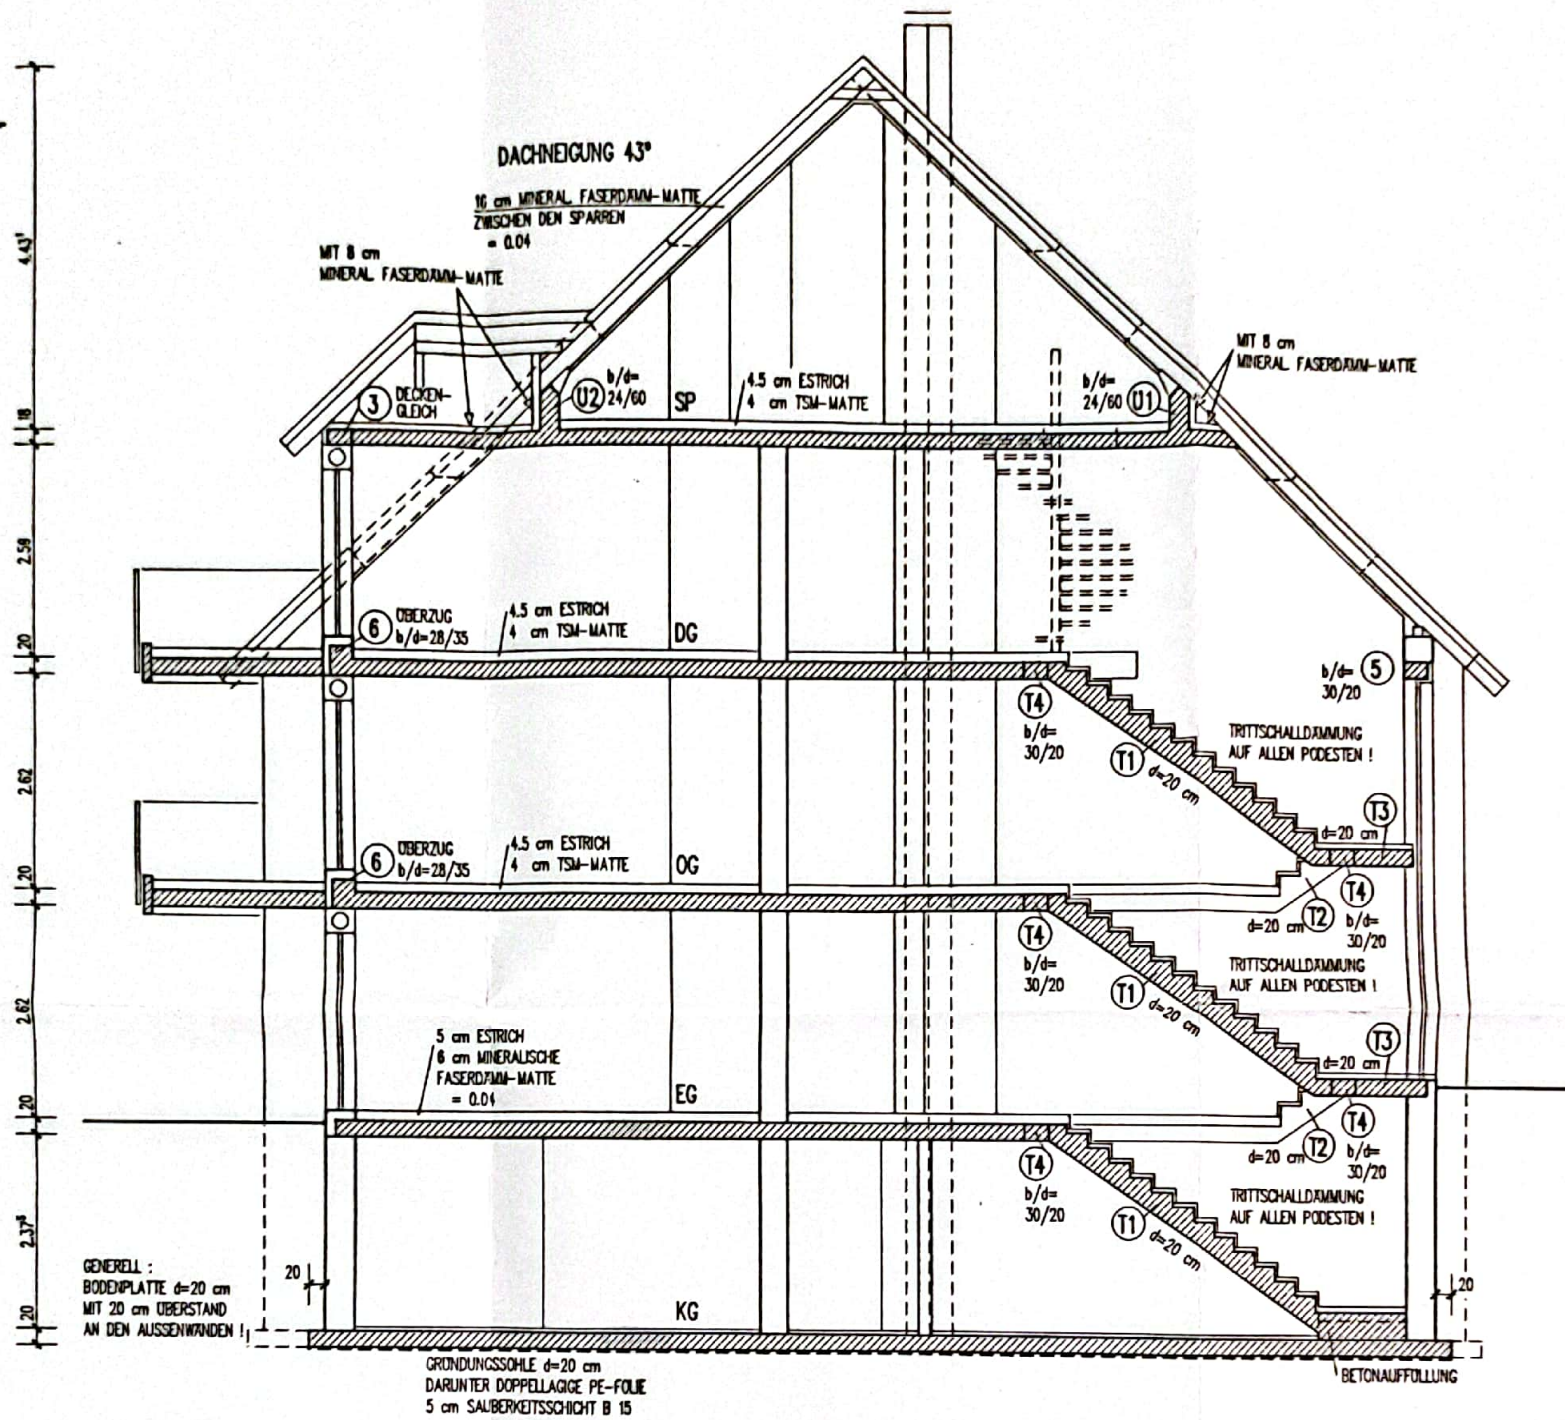 DACHNEIGUNG 43°
16 cm MINERAL FASERDÄMM-MATTE
ZWISCHEN DEN SPARREN
= 0.04
MIT 8 cm
MINERAL FASERDÄMM-MATTE
MIT 8 cm
MINERAL FASERDÄMM-MATTE
4.43¹
3
DECKEN-
GLEICH
U2
b/d=
24/60
SP
4.5 cm ESTRICH
4 cm TSM-MATTE
b/d=
24/60
U1
18
2.59
6
ÜBERZUG
b/d=28/35
4.5 cm ESTRICH
4 cm TSM-MATTE
DG
20
b/d=
30/20
5
T4
b/d=
30/20
T1
d=20 cm
TRITTSCHALLDÄMMUNG
AUF ALLEN PODESTEN !
2.62
d=20 cm
T3
6
ÜBERZUG
b/d=28/35
4.5 cm ESTRICH
4 cm TSM-MATTE
OG
20
d=20 cm
T2
T4
b/d=
30/20
T4
b/d=
30/20
T1
d=20 cm
TRITTSCHALLDÄMMUNG
AUF ALLEN PODESTEN !
2.62
5 cm ESTRICH
6 cm MINERALISCHE
FASERDÄMM-MATTE
= 0.04
EG
d=20 cm
T3
20
d=20 cm
T2
T4
b/d=
30/20
T4
b/d=
30/20
T1
d=20 cm
TRITTSCHALLDÄMMUNG
AUF ALLEN PODESTEN !
2.37⁵
GENERELL :
BODENPLATTE d=20 cm
MIT 20 cm ÜBERSTAND
AN DEN AUSSENWÄNDEN !
20
20
20
KG
GRÜNDUNGSSOHLE d=20 cm
DARUNTER DOPPELLAGIGE PE-FOLIE
5 cm SAUBERKEITSSCHICHT B 15
BETONAUFFÜLLUNG